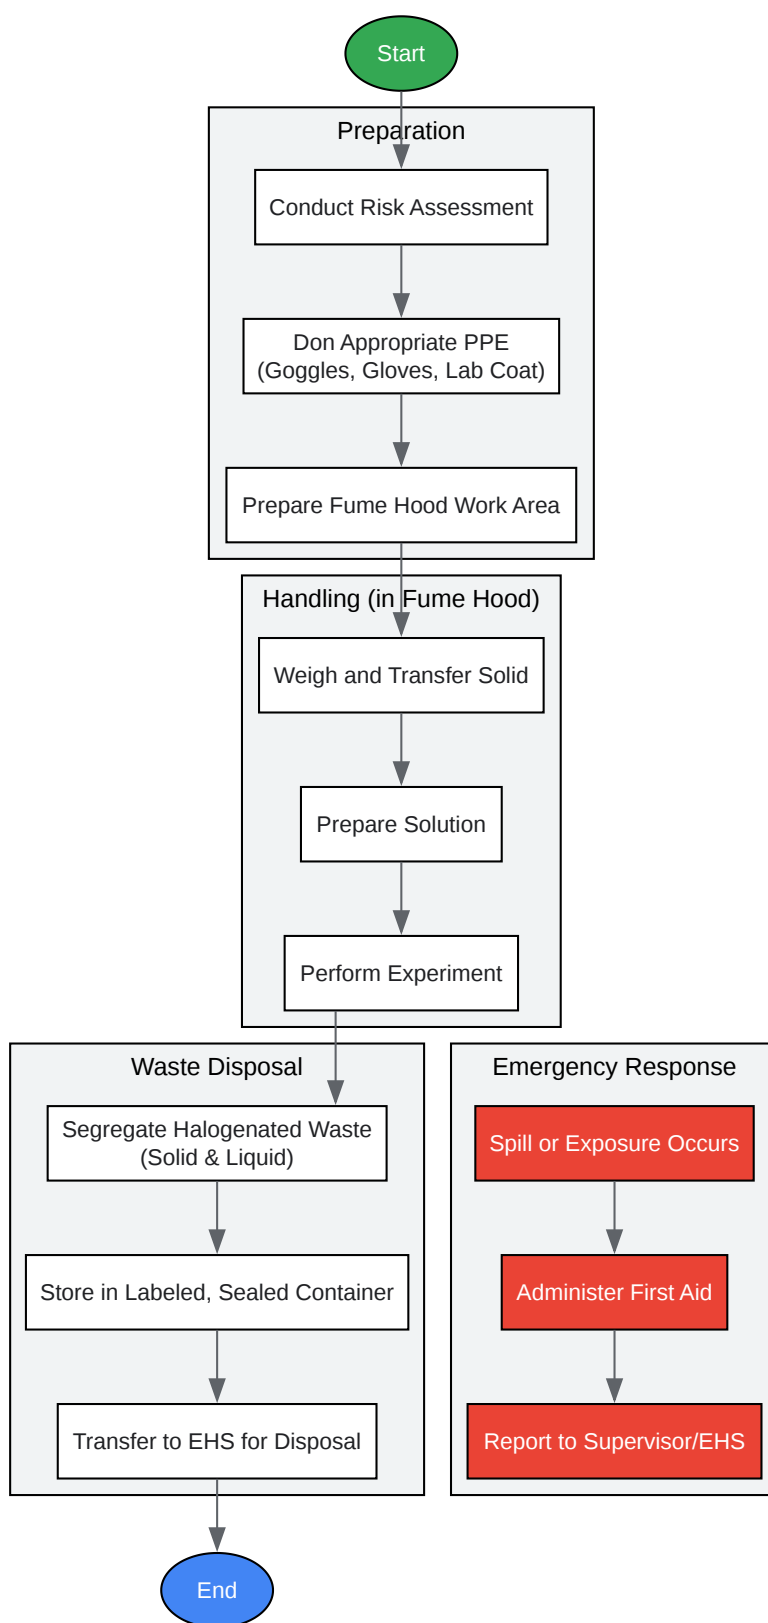 Start
Preparation
Conduct Risk Assessment
Don Appropriate PPE
(Goggles, Gloves, Lab Coat)
Prepare Fume Hood Work Area
Handling (in Fume Hood)
Weigh and Transfer Solid
Prepare Solution
Perform Experiment
Waste Disposal
Segregate Halogenated Waste
(Solid & Liquid)
Store in Labeled, Sealed Container
Transfer to EHS for Disposal
Emergency Response
Spill or Exposure Occurs
Administer First Aid
Report to Supervisor/EHS
End